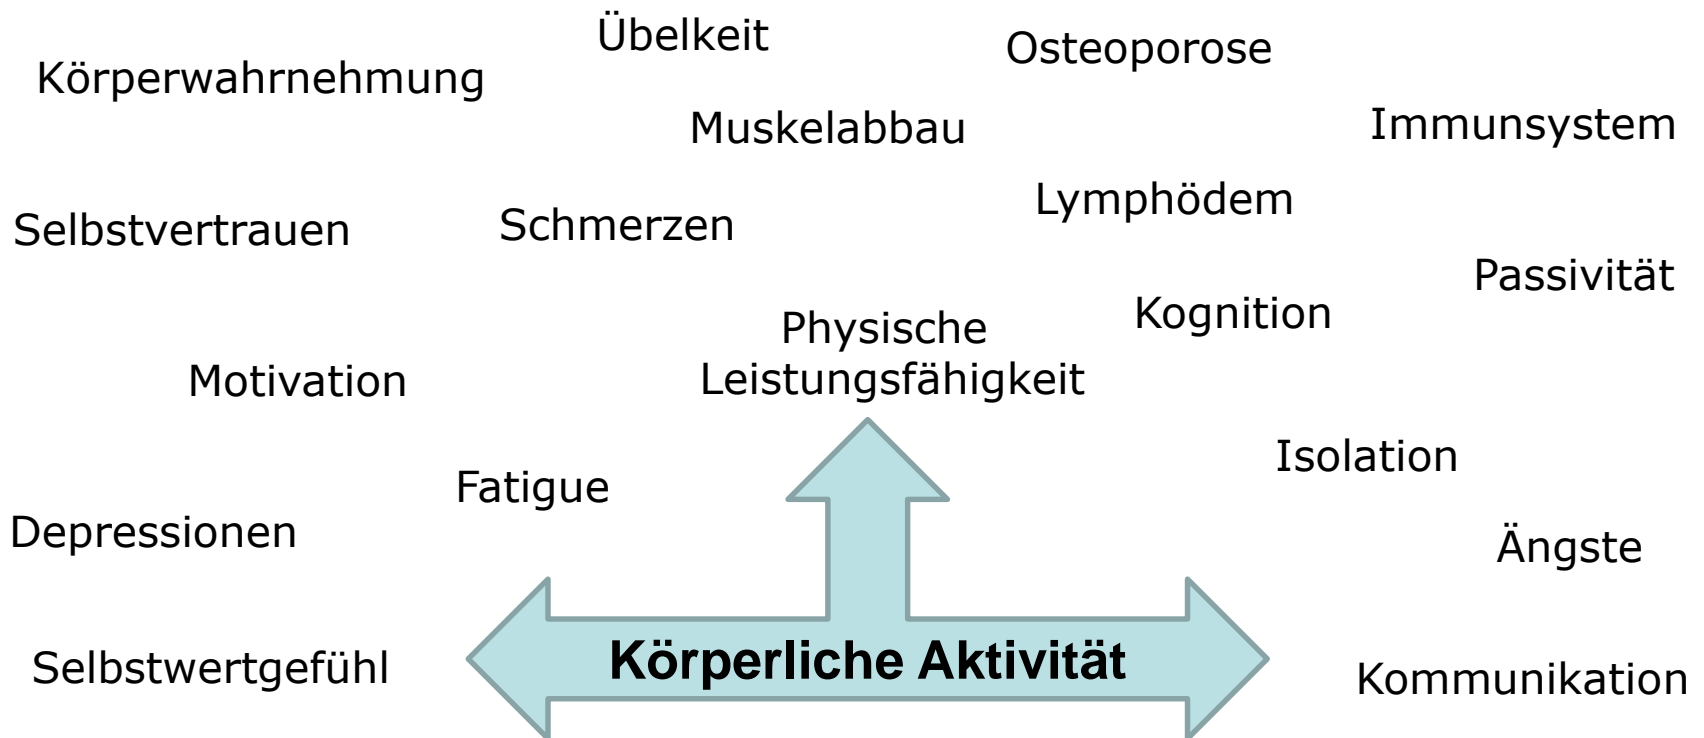 Übelkeit
Osteoporose
Körperwahrnehmung
Muskelabbau
Immunsystem
Lymphödem
Selbstvertrauen
Schmerzen
Passivität
Kognition
Physische
Leistungsfähigkeit
Motivation
Isolation
Fatigue
Depressionen
Ängste
Körperliche Aktivität
Selbstwertgefühl
Kommunikation